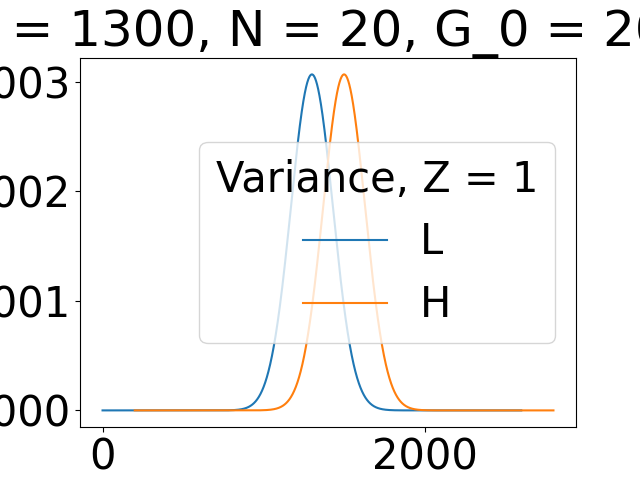 = 1300, N = 20, G_0 = 20
003
002
001
000
Variance, Z = 1
L
H
0 2000